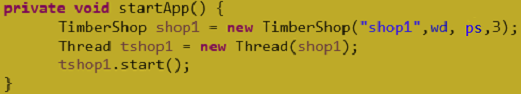 private void startApp() {
TimberShop shop1 = new TimberShop("shop1",wd, ps,3);
Thread tshop1 = new Thread(shop1);
tshop1.start();
}